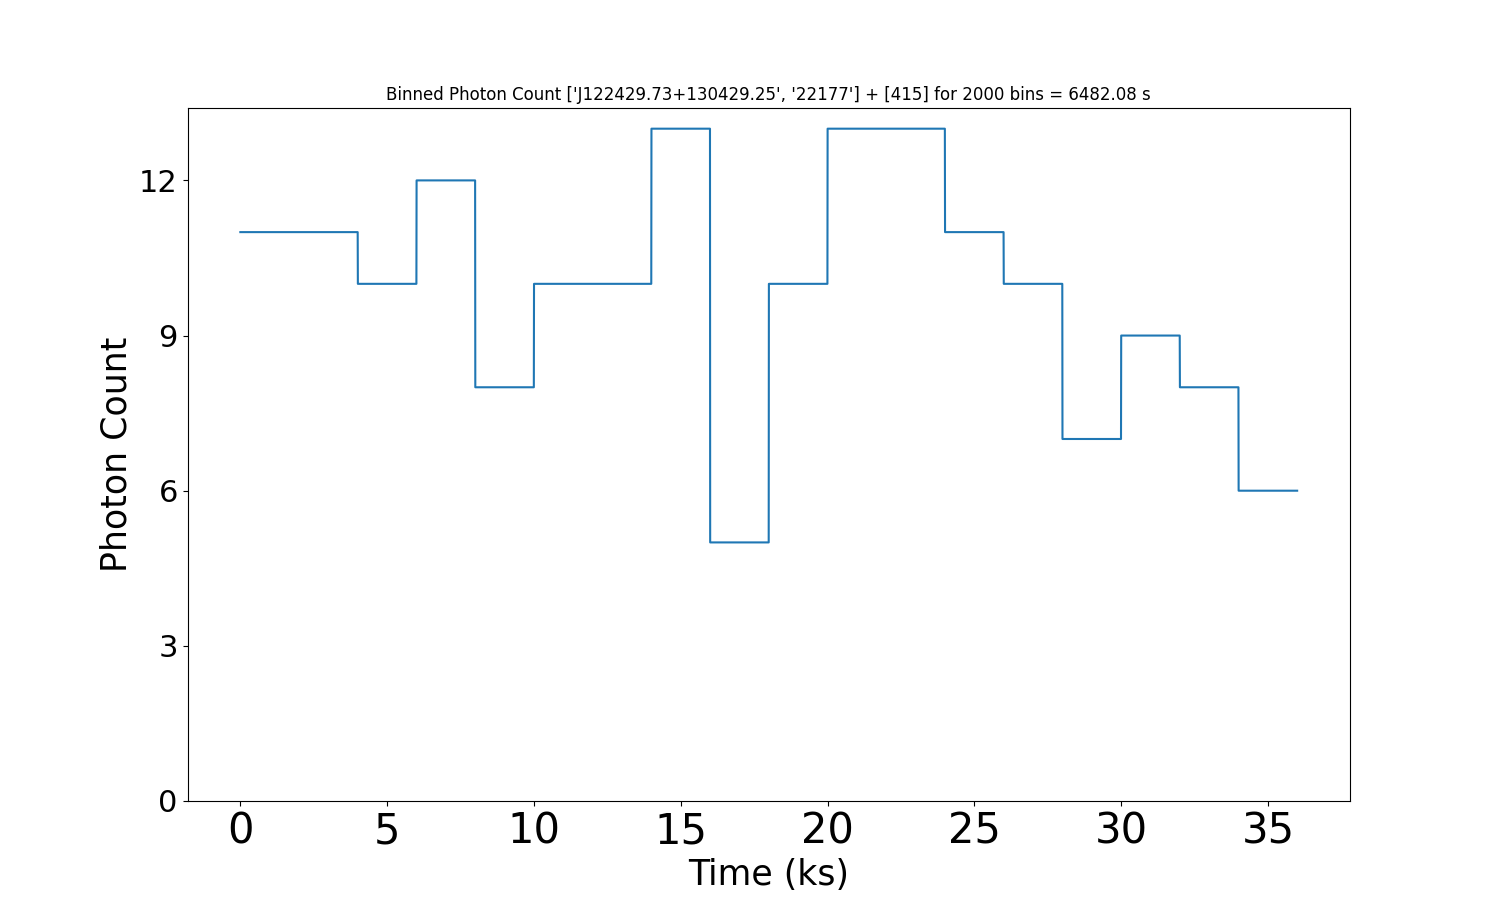 Binned Photon Count ['J122429.73+130429.25', '22177'] + [415] for 2000 bins = 6482.08 s
12
9
6
3
0
Photon Count
0 5 10 15 20 25 30 35
Time (ks)